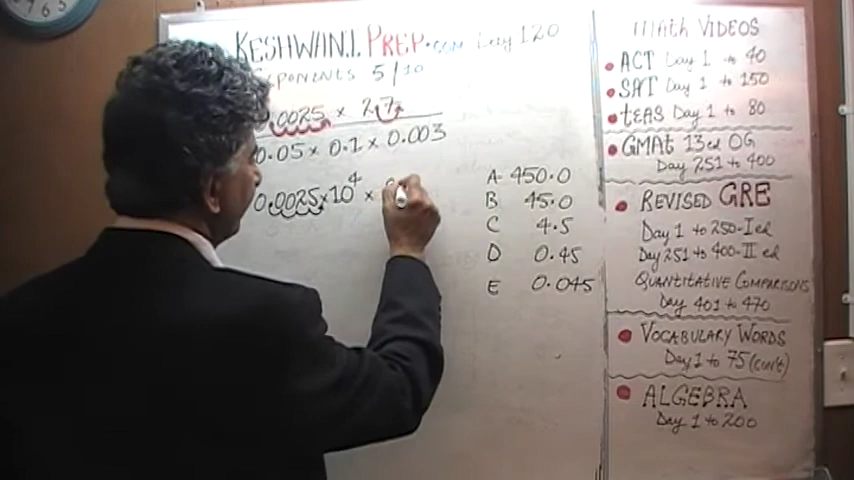 KESHWANI PREP.COM Day 120
EXPONENTS 5/10
0.0025 × 2.7
0.05 × 0.1 × 0.003
0.0025 × 10⁴ ×
A 450.0
B 45.0
C 4.5
D 0.45
E 0.045
Math VIDEOS
ACT Day 1 to 40
SAT Day 1 to 150
tEAS Day 1 to 80
GMAt 13ed OG
Day 251 to 400
REVISED GRE
Day 1 to 250-I ed
Day 251 to 400-II ed
QUANTITATIVE COMPARISONS
Day 401 to 470
VOCABULARY WORDS
Day 1 to 75 (con't)
ALGEBRA
Day 1 to 200